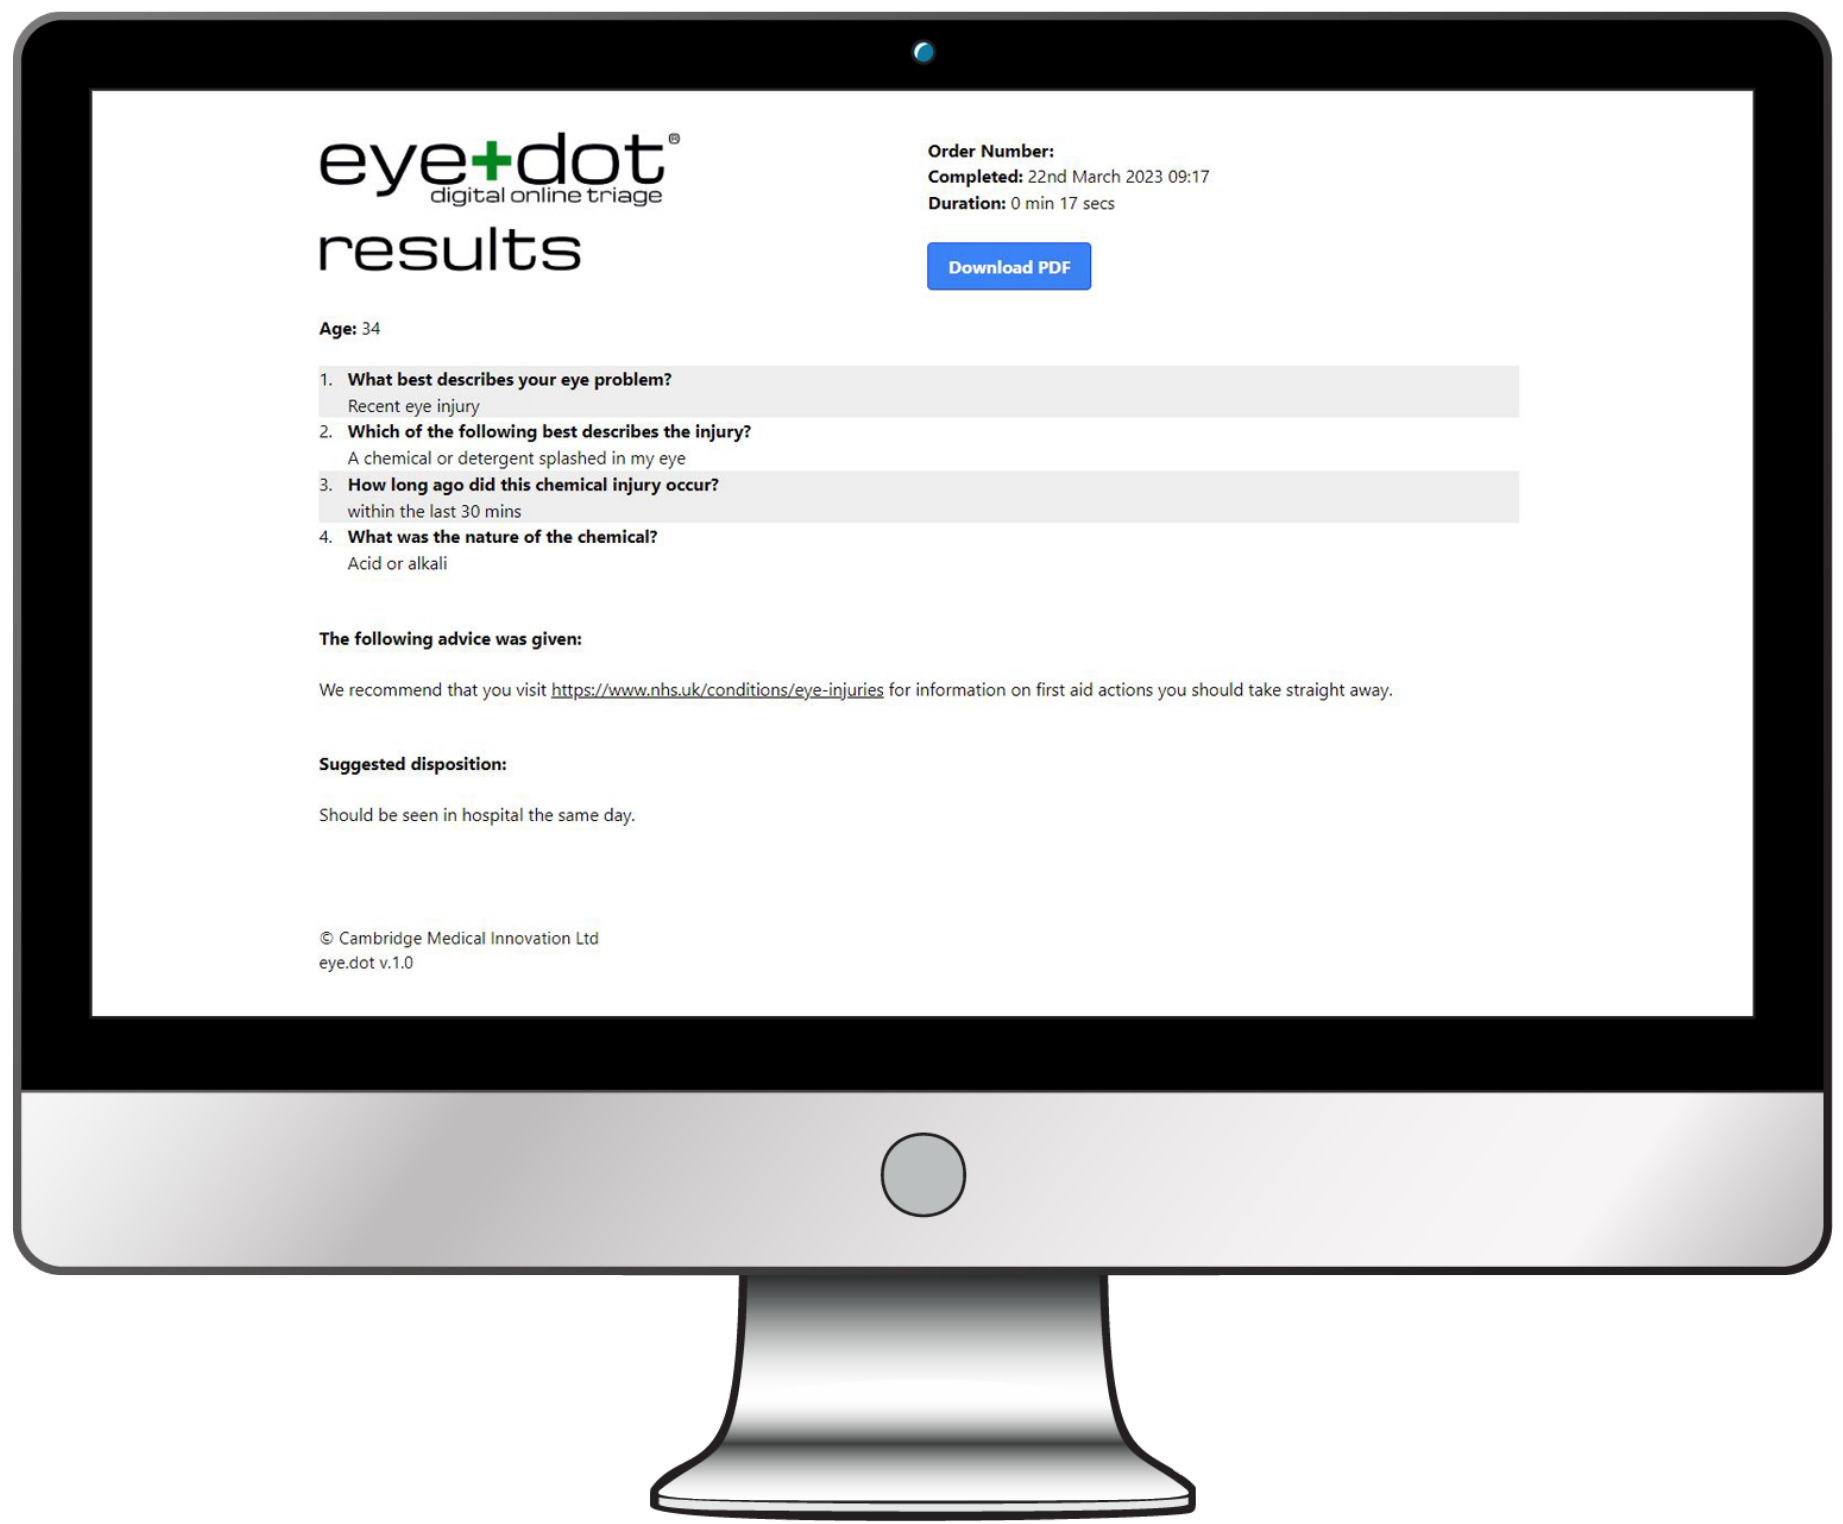 eye+dot®
digital online triage
results
Order Number:
Completed: 22nd March 2023 09:17
Duration: 0 min 17 secs
Download PDF
Age: 34
1. What best describes your eye problem?
Recent eye injury
2. Which of the following best describes the injury?
A chemical or detergent splashed in my eye
3. How long ago did this chemical injury occur?
within the last 30 mins
4. What was the nature of the chemical?
Acid or alkali
The following advice was given:
We recommend that you visit https://www.nhs.uk/conditions/eye-injuries for information on first aid actions you should take straight away.
Suggested disposition:
Should be seen in hospital the same day.
© Cambridge Medical Innovation Ltd
eye.dot v.1.0